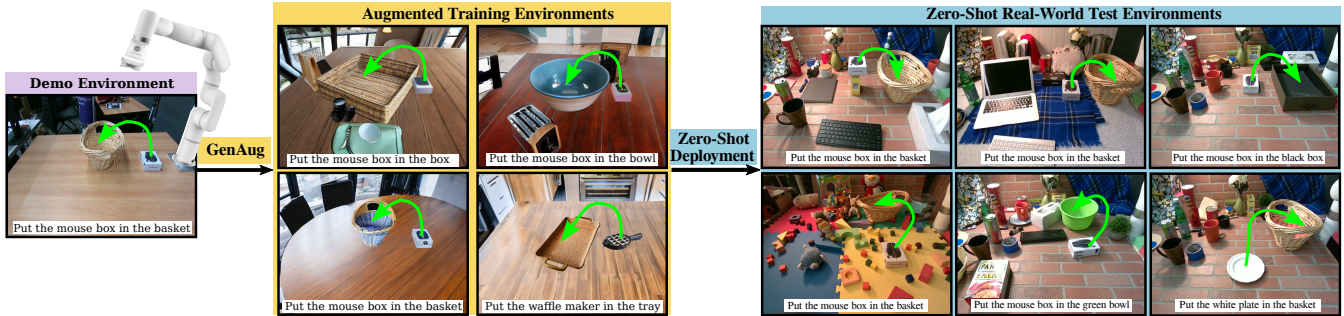 Demo Environment
Put the mouse box in the basket
GenAug
Augmented Training Environments
Put the mouse box in the box
Put the mouse box in the bowl
Put the mouse box in the basket
Put the waffle maker in the tray
Zero-Shot
Deployment
Zero-Shot Real-World Test Environments
Put the mouse box in the basket
Put the mouse box in the basket
Put the mouse box in the black box
Put the mouse box in the basket
Put the mouse box in the green bowl
Put the white plate in the basket